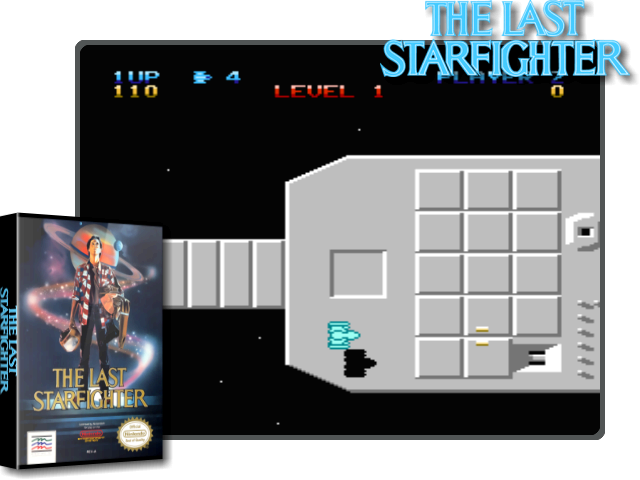 THE LAST
STARFIGHTER
1UP 4 PLAYER 2
110 LEVEL 1 0
THE LAST
STARFIGHTER
THE LAST
STARFIGHTER